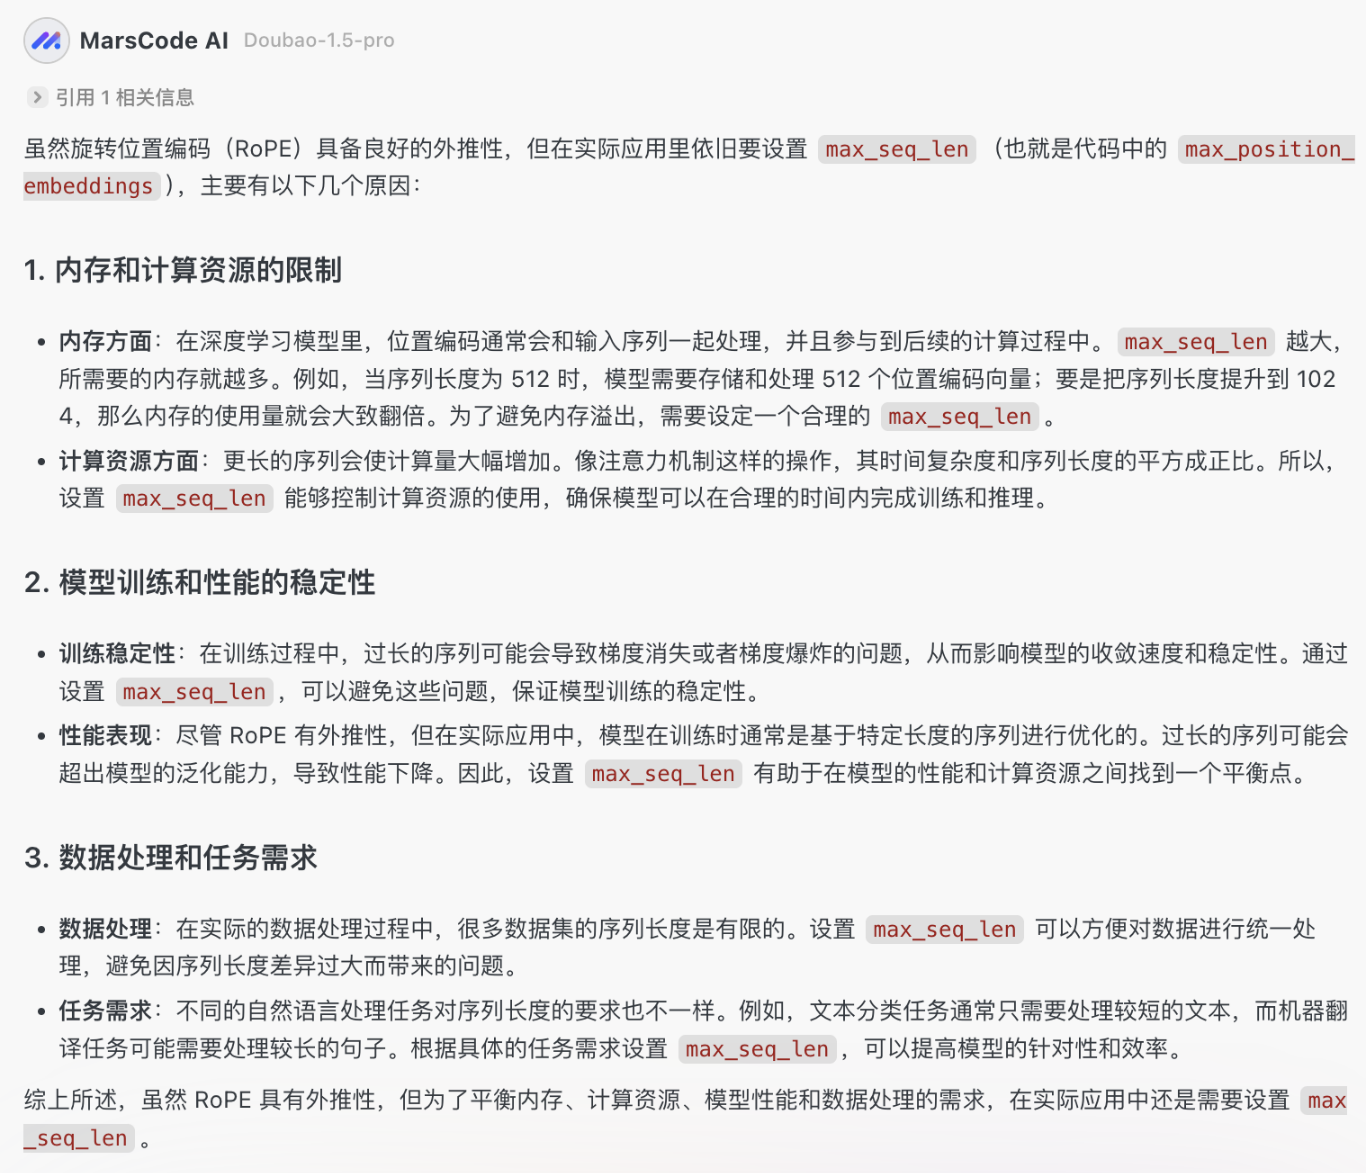 MarsCode AI Doubao-1.5-pro
引用 1 相关信息
虽然旋转位置编码（RoPE）具备良好的外推性，但在实际应用里依旧要设置 max_seq_len （也就是代码中的 max_position_
embeddings ），主要有以下几个原因：
1. 内存和计算资源的限制
• 内存方面：在深度学习模型里，位置编码通常会和输入序列一起处理，并且参与到后续的计算过程中。 max_seq_len 越大，
所需要的内存就越多。例如，当序列长度为 512 时，模型需要存储和处理 512 个位置编码向量；要是把序列长度提升到 102
4，那么内存的使用量就会大致翻倍。为了避免内存溢出，需要设定一个合理的 max_seq_len 。
• 计算资源方面：更长的序列会使计算量大幅增加。像注意力机制这样的操作，其时间复杂度和序列长度的平方成正比。所以，
设置 max_seq_len 能够控制计算资源的使用，确保模型可以在合理的时间内完成训练和推理。
2. 模型训练和性能的稳定性
• 训练稳定性：在训练过程中，过长的序列可能会导致梯度消失或者梯度爆炸的问题，从而影响模型的收敛速度和稳定性。通过
设置 max_seq_len ，可以避免这些问题，保证模型训练的稳定性。
• 性能表现：尽管 RoPE 有外推性，但在实际应用中，模型在训练时通常是基于特定长度的序列进行优化的。过长的序列可能会
超出模型的泛化能力，导致性能下降。因此，设置 max_seq_len 有助于在模型的性能和计算资源之间找到一个平衡点。
3. 数据处理和任务需求
• 数据处理：在实际的数据处理过程中，很多数据集的序列长度是有限的。设置 max_seq_len 可以方便对数据进行统一处
理，避免因序列长度差异过大而带来的问题。
• 任务需求：不同的自然语言处理任务对序列长度的要求也不一样。例如，文本分类任务通常只需要处理较短的文本，而机器翻
译任务可能需要处理较长的句子。根据具体的任务需求设置 max_seq_len ，可以提高模型的针对性和效率。
综上所述，虽然 RoPE 具有外推性，但为了平衡内存、计算资源、模型性能和数据处理的需求，在实际应用中还是需要设置 max
_seq_len 。